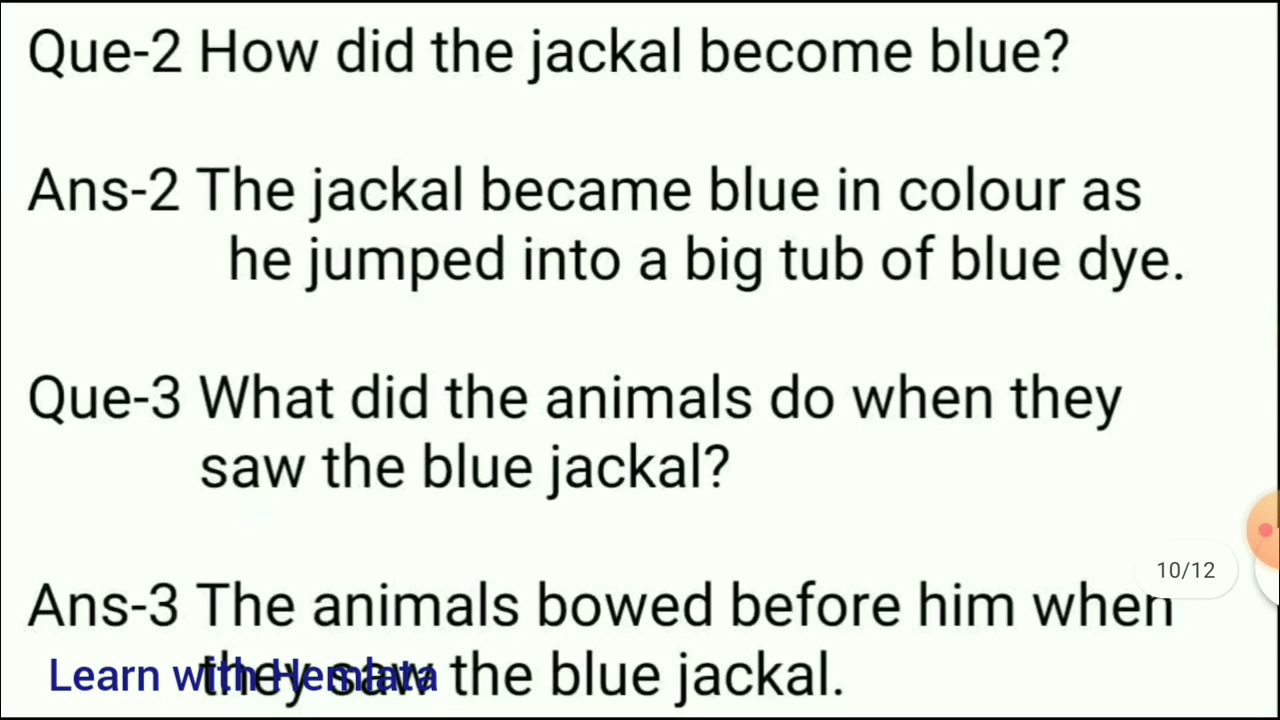 Que-2 How did the jackal become blue?
Ans-2 The jackal became blue in colour as
he jumped into a big tub of blue dye.
Que-3 What did the animals do when they
saw the blue jackal?
10/12
Ans-3 The animals bowed before him when
they saw the blue jackal.
Learn with Hemlata